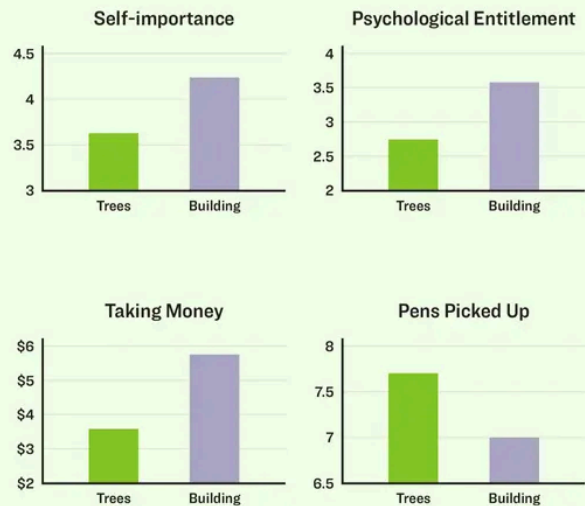 Self-importance
4.5
4
3.5
3
Trees Building
Psychological Entitlement
4
3.5
3
2.5
2
Trees Building
Taking Money
$6
$5
$4
$3
$2
Trees Building
Pens Picked Up
8
7.5
7
6.5
Trees Building